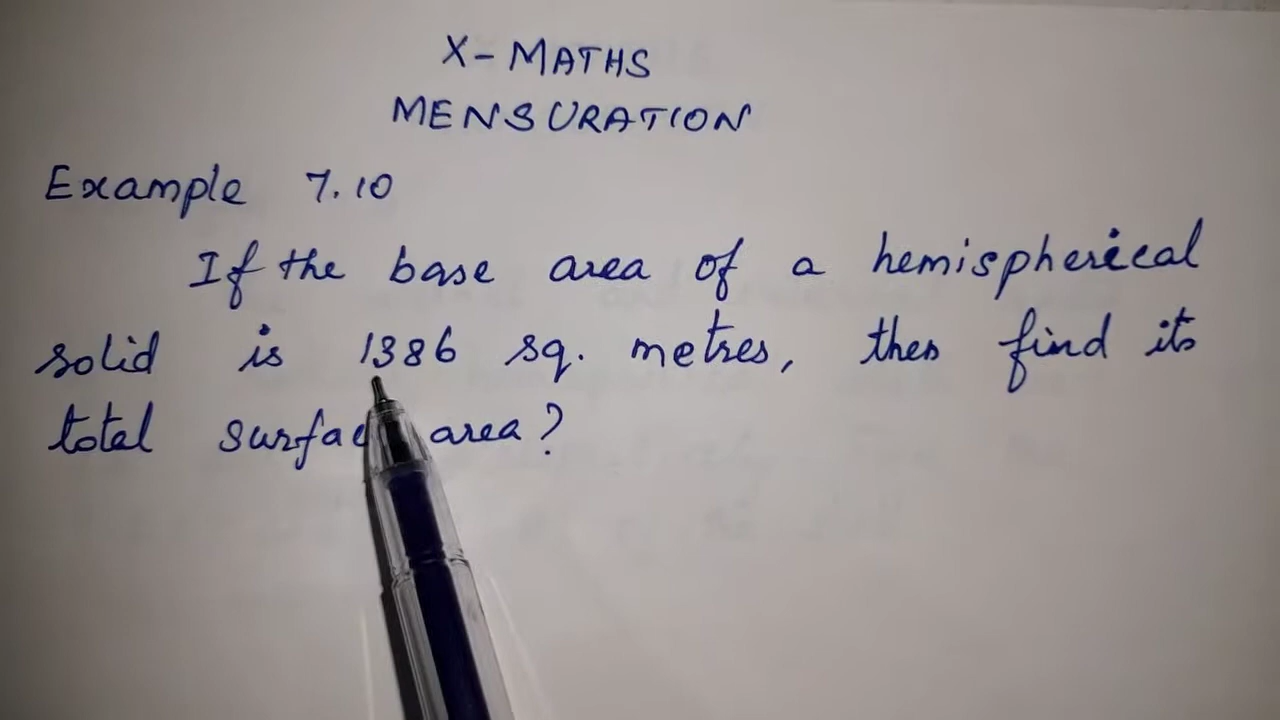 X-MATHS
MENSURATION
Example 7.10
If the base area of a hemispherical
solid is 1386 sq. metres, then find its
total surface area?